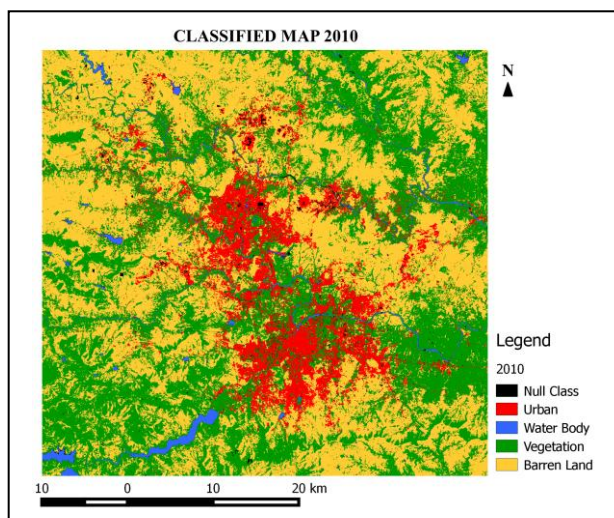 CLASSIFIED MAP 2010
N
Legend
2010
Null Class
Urban
Water Body
Vegetation
Barren Land
10 0 10 20 km